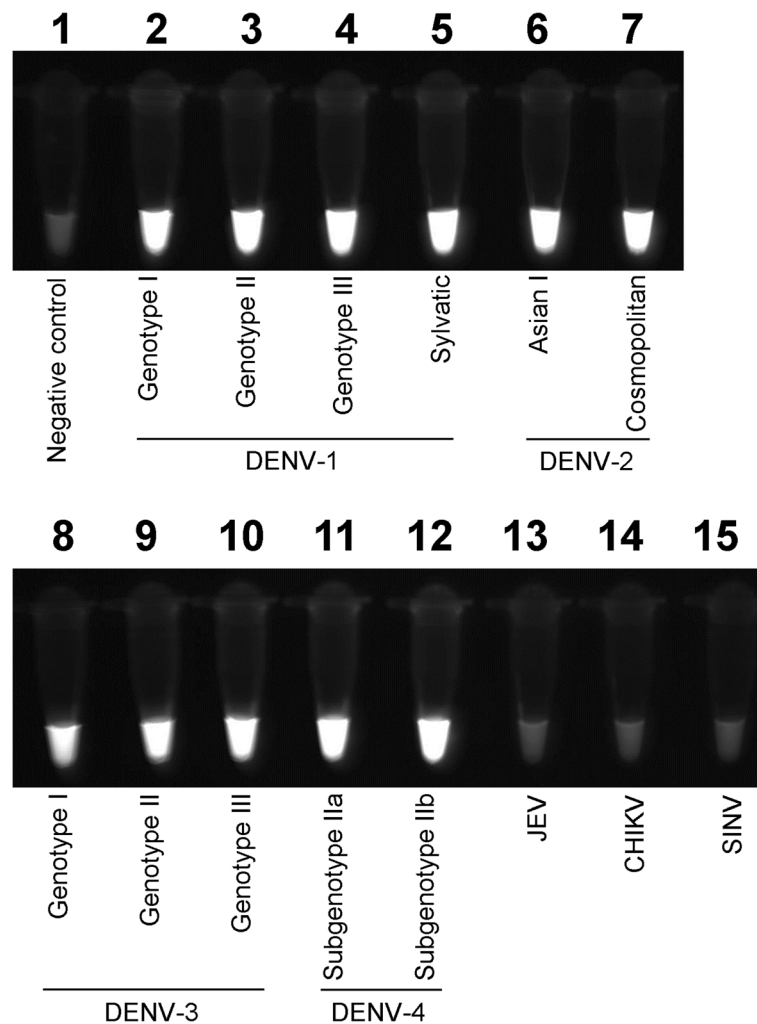 1 2 3 4 5 6 7
Negative control
Genotype I
Genotype II
Genotype III
Sylvatic
Asian I
Cosmopolitan
DENV-1
DENV-2
8 9 10 11 12 13 14 15
Genotype I
Genotype II
Genotype III
Subgenotype IIa
Subgenotype IIb
JEV
CHIKV
SINV
DENV-3
DENV-4